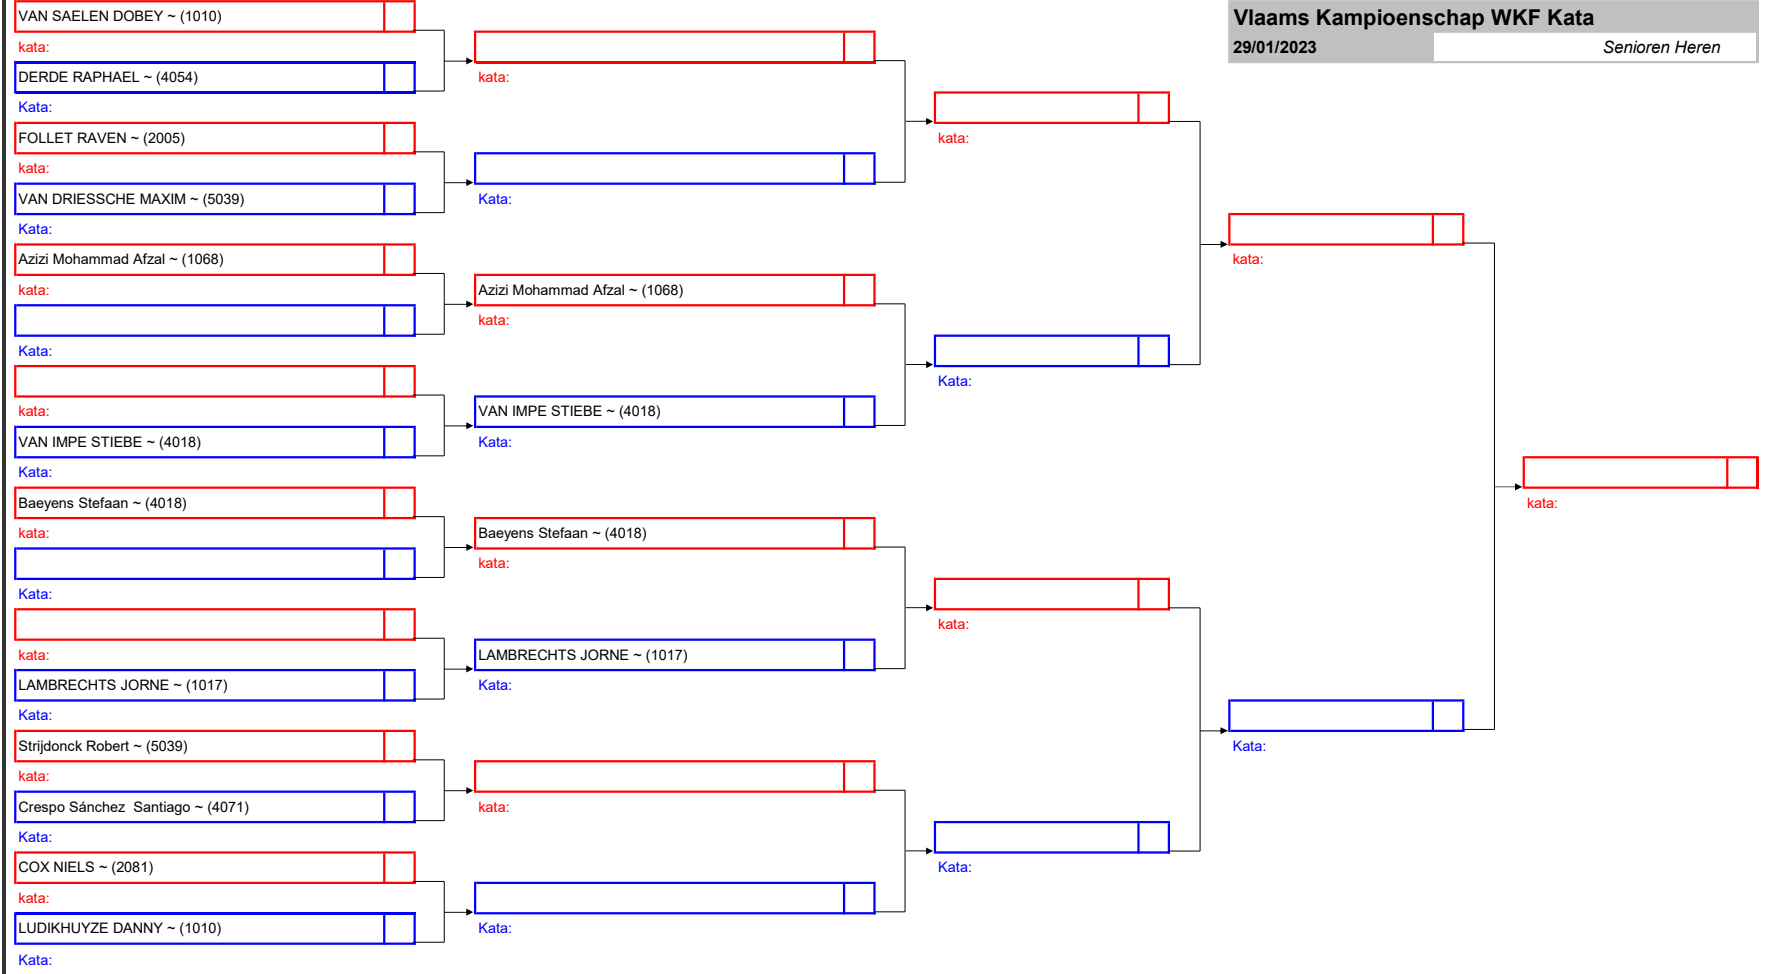 VAN SAELEN DOBEY ~ (1010)
kata:
DERDE RAPHAEL ~ (4054)
Kata:
FOLLET RAVEN ~ (2005)
kata:
VAN DRIESSCHE MAXIM ~ (5039)
Kata:
Azizi Mohammad Afzal ~ (1068)
kata:
Kata:
kata:
VAN IMPE STIEBE ~ (4018)
Kata:
Baeyens Stefaan ~ (4018)
kata:
Kata:
kata:
LAMBRECHTS JORNE ~ (1017)
Kata:
Strijdonck Robert ~ (5039)
kata:
Crespo Sánchez  Santiago ~ (4071)
Kata:
COX NIELS ~ (2081)
kata:
LUDIKHUYZE DANNY ~ (1010)
Kata:
kata:
Kata:
Azizi Mohammad Afzal ~ (1068)
kata:
VAN IMPE STIEBE ~ (4018)
Kata:
Baeyens Stefaan ~ (4018)
kata:
LAMBRECHTS JORNE ~ (1017)
Kata:
kata:
Kata:
kata:
Kata:
kata:
Kata:
Vlaams Kampioenschap WKF Kata
29/01/2023
Senioren Heren
kata:
Kata:
kata: